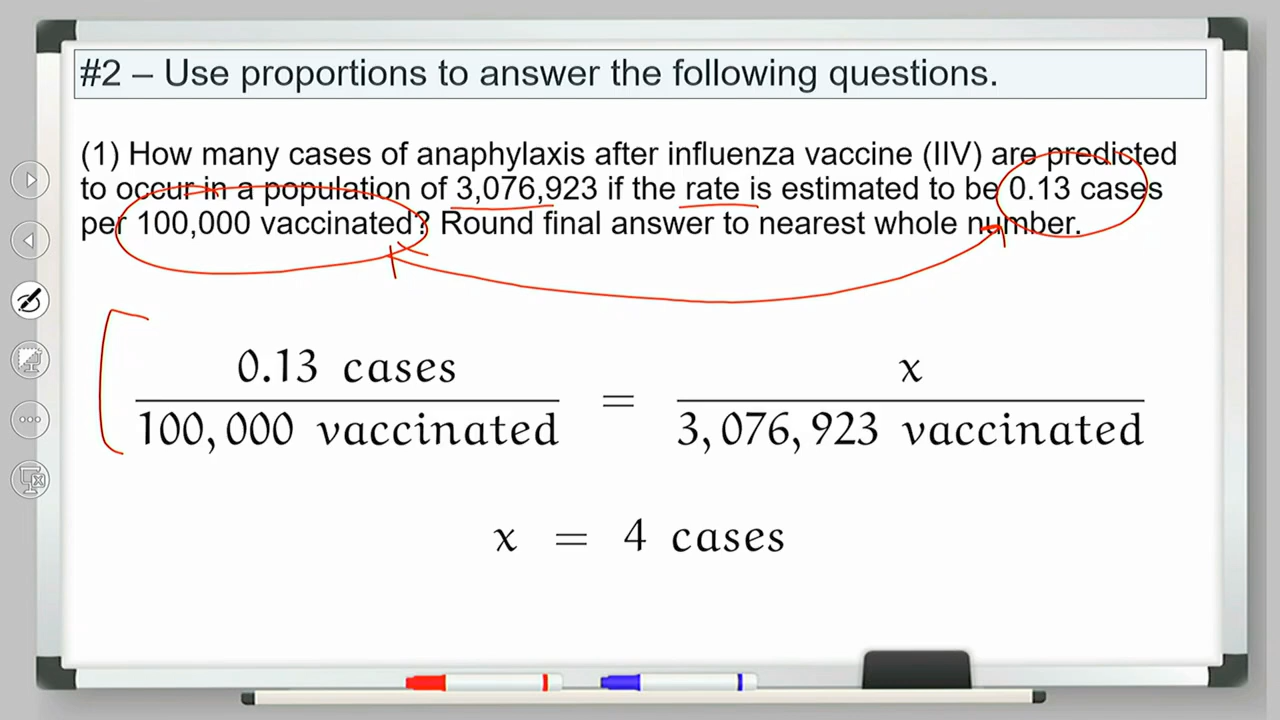 #2 – Use proportions to answer the following questions.
(1) How many cases of anaphylaxis after influenza vaccine (IIV) are predicted
to occur in a population of 3,076,923 if the rate is estimated to be 0.13 cases
per 100,000 vaccinated? Round final answer to nearest whole number.
0.13 cases
100,000 vaccinated
=
x
3,076,923 vaccinated
x = 4 cases